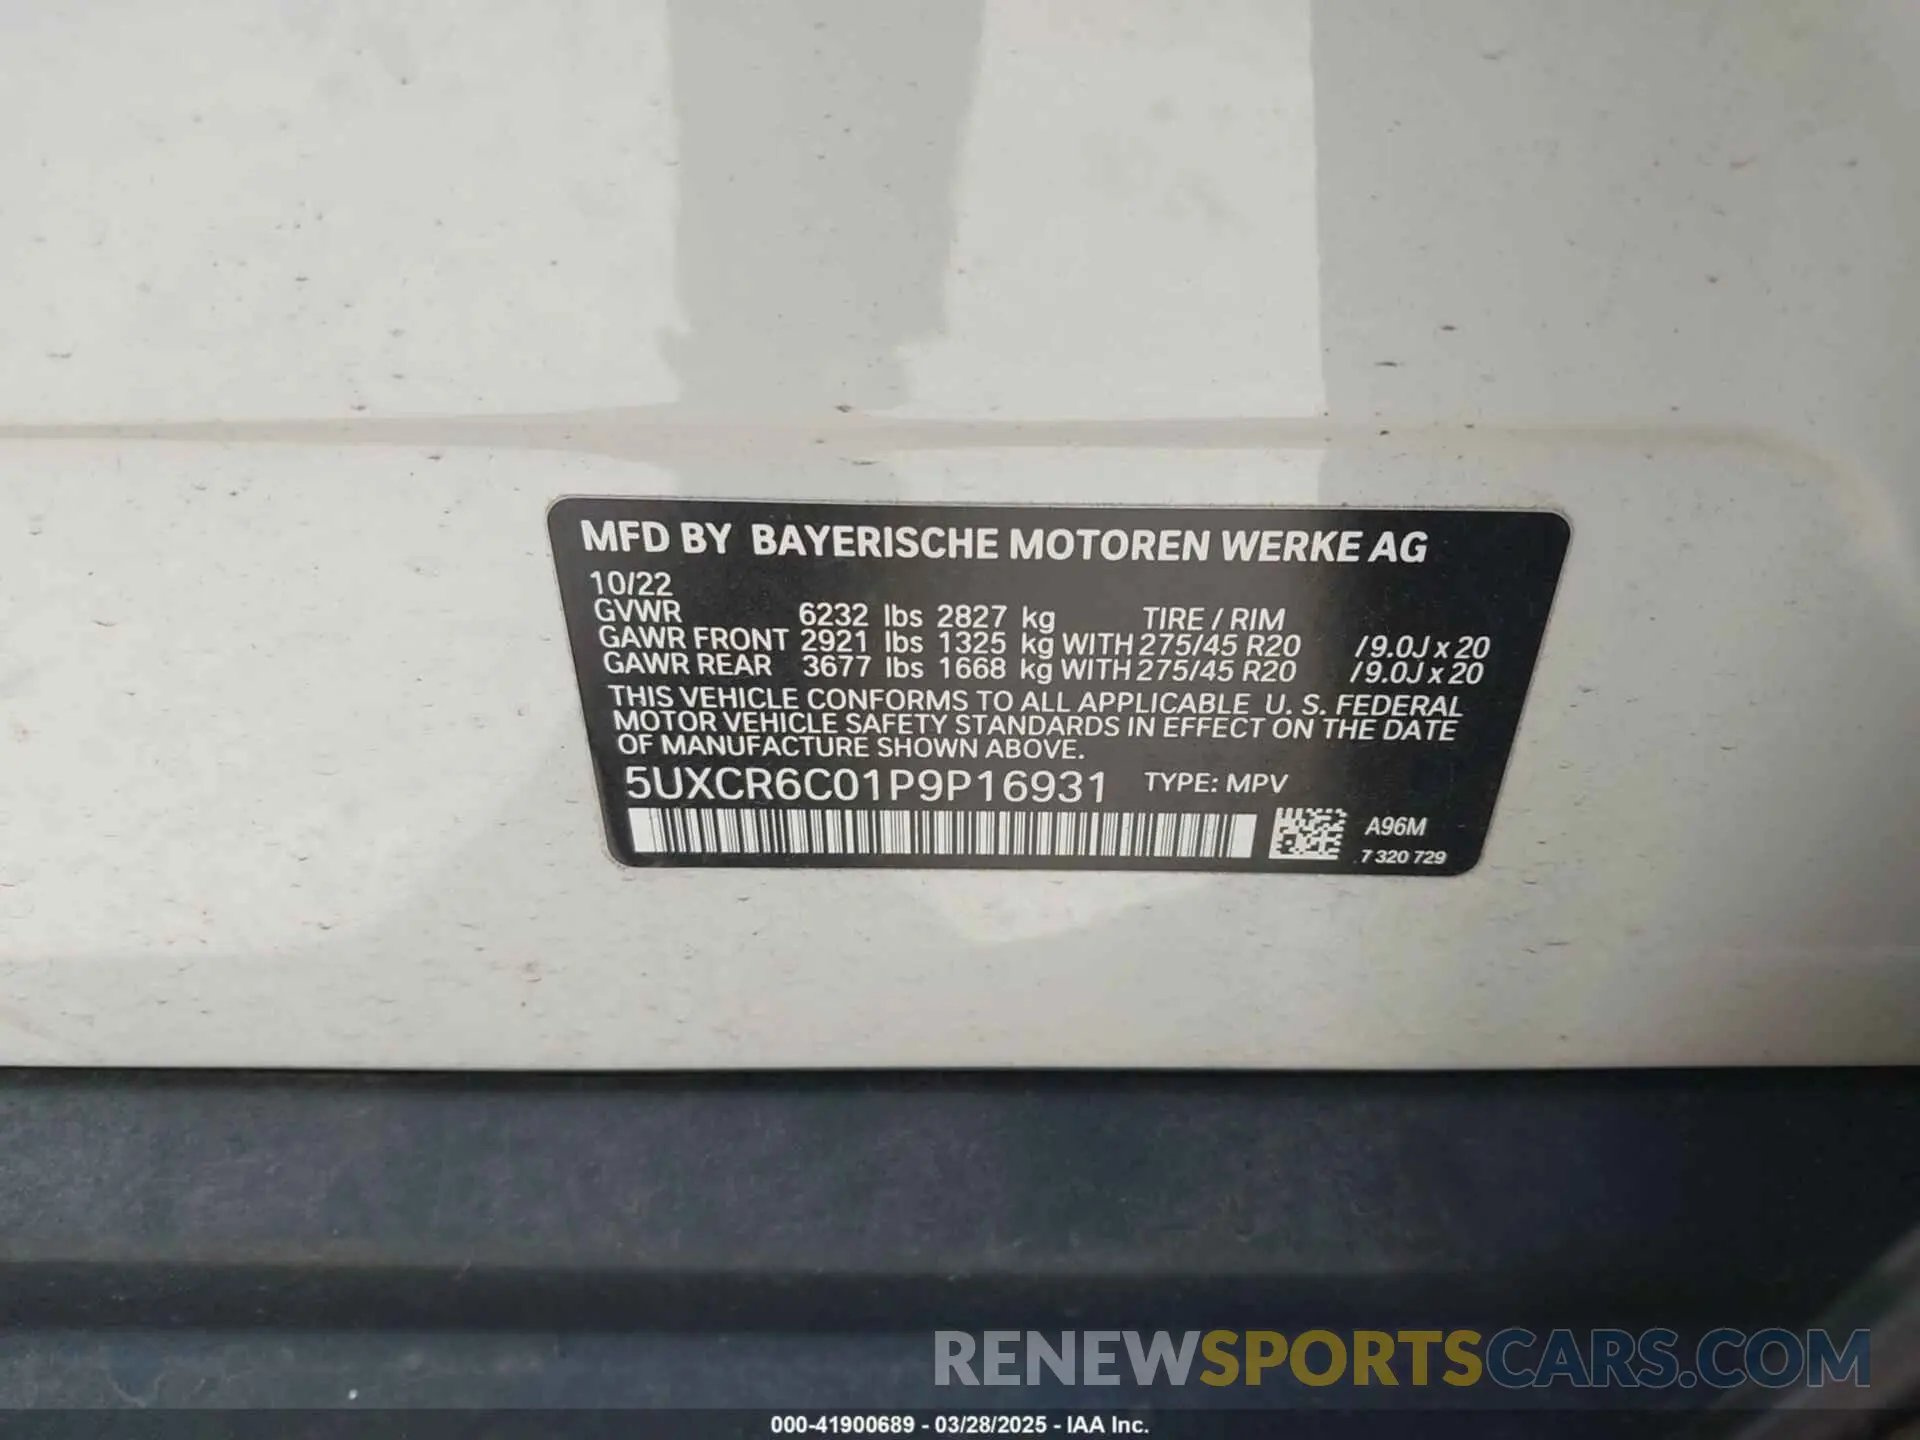 MFD BY BAYERISCHE MOTOREN WERKE AG
10/22
GVWR 6232 lbs 2827 kg TIRE / RIM
GAWR FRONT 2921 lbs 1325 kg WITH 275/45 R20 / 9.0J x 20
GAWR REAR 3677 lbs 1668 kg WITH 275/45 R20 / 9.0J x 20
THIS VEHICLE CONFORMS TO ALL APPLICABLE U. S. FEDERAL
MOTOR VEHICLE SAFETY STANDARDS IN EFFECT ON THE DATE
OF MANUFACTURE SHOWN ABOVE.
5UXCR6C01P9P16931 TYPE: MPV
A96M
7 320 729
RENEWSPORTSCARS.COM
000-41900689 - 03/28/2025 - IAA Inc.